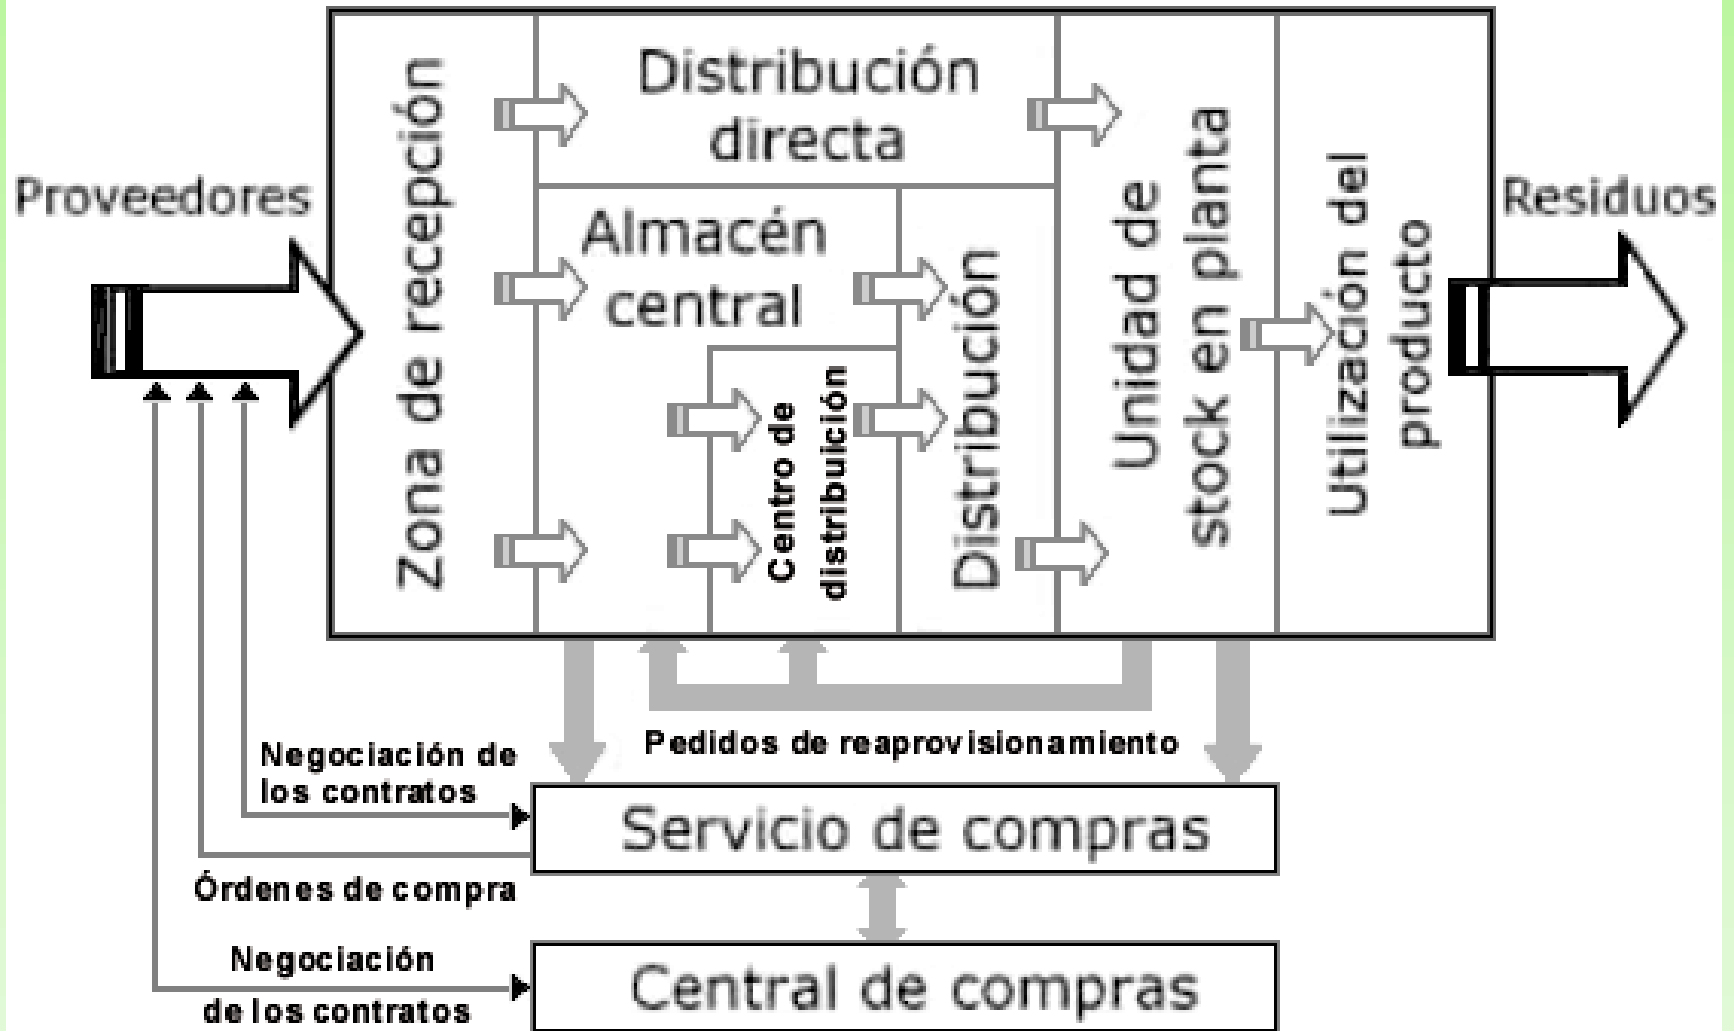 Proveedores
Zona de recepción
Distribución
directa
Almacén
central
Centro de
distribuición
Distribución
Unidad de
stock en planta
Utilización del
producto
Residuos
Pedidos de reaprovisionamiento
Negociación de
los contratos
Servicio de compras
Órdenes de compra
Negociación
de los contratos
Central de compras